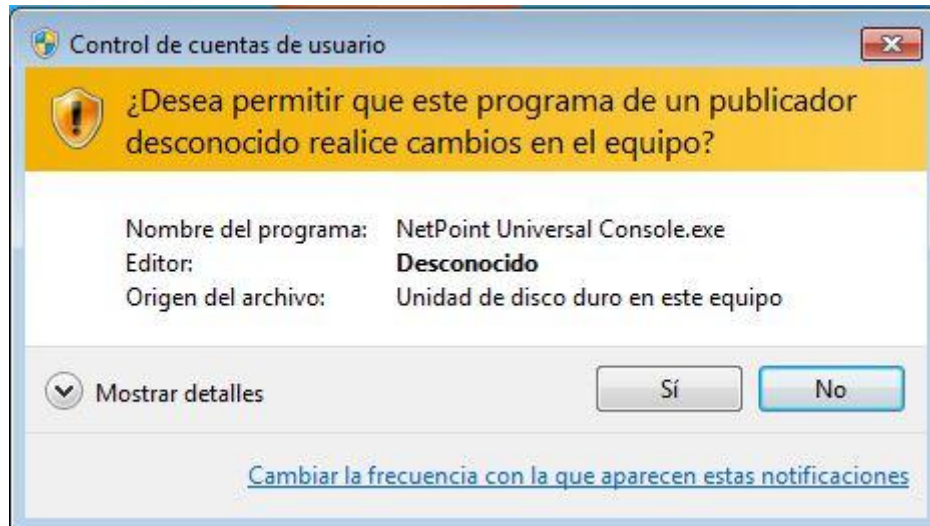 Control de cuentas de usuario
¿Desea permitir que este programa de un publicador
desconocido realice cambios en el equipo?
Nombre del programa: NetPoint Universal Console.exe
Editor: Desconocido
Origen del archivo: Unidad de disco duro en este equipo
Mostrar detalles Sí No
Cambiar la frecuencia con la que aparecen estas notificaciones